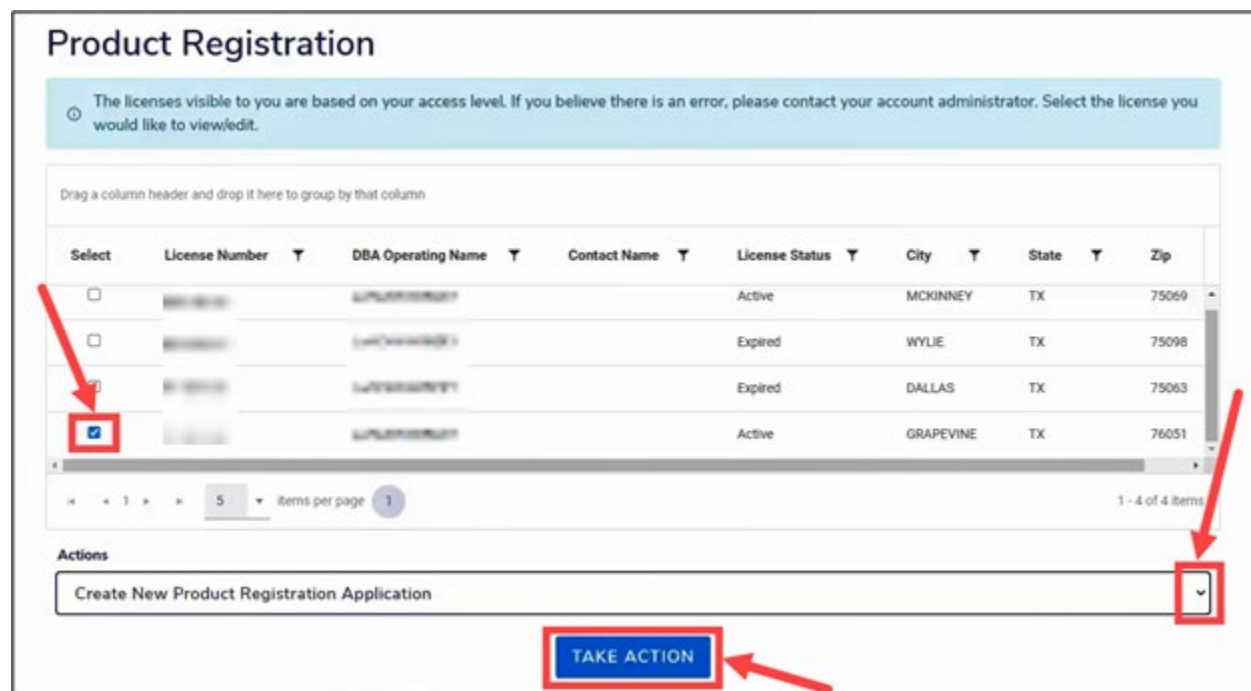 Product Registration
The licenses visible to you are based on your access level. If you believe there is an error, please contact your account administrator. Select the license you
would like to view/edit.
Drag a column header and drop it here to group by that column
Select License Number DBA Operating Name Contact Name License Status City State Zip
Active MCKINNEY TX 75069
Expired WYLIE TX 75098
Expired DALLAS TX 75063
Active GRAPEVINE TX 76051
1 5 items per page 1 1 - 4 of 4 items
Actions
Create New Product Registration Application
TAKE ACTION